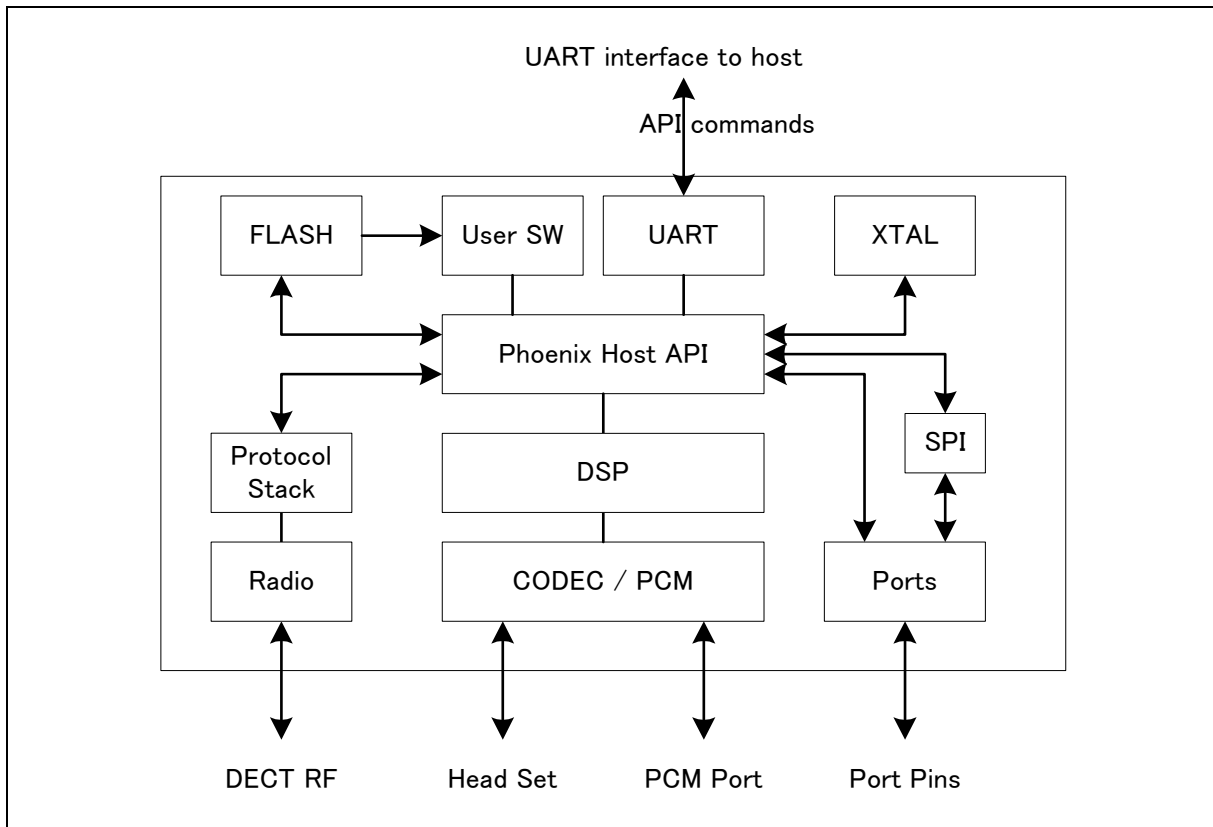 UART interface to host
API commands
FLASH
User SW
UART
XTAL
Phoenix Host API
SPI
Protocol
Stack
DSP
Radio
CODEC / PCM
Ports
DECT RF
Head Set
PCM Port
Port Pins